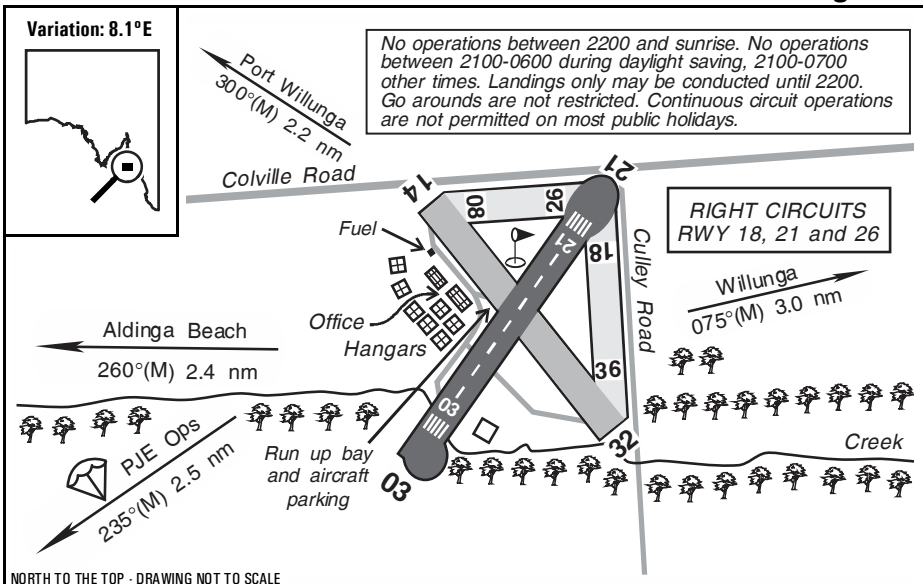 Variation: 8.1°E
Port Willunga
300°(M) 2.2 nm
No operations between 2200 and sunrise. No operations
between 2100-0600 during daylight saving, 2100-0700
other times. Landings only may be conducted until 2200.
Go arounds are not restricted. Continuous circuit operations
are not permitted on most public holidays.
Colville Road
14
08
26
21
21
18
RIGHT CIRCUITS
RWY 18, 21 and 26
Fuel
Culley Road
Willunga
075°(M) 3.0 nm
Office
Hangars
Aldinga Beach
260°(M) 2.4 nm
36
03
32
Creek
PJE Ops
235°(M) 2.5 nm
Run up bay
and aircraft
parking
03
NORTH TO THE TOP - DRAWING NOT TO SCALE